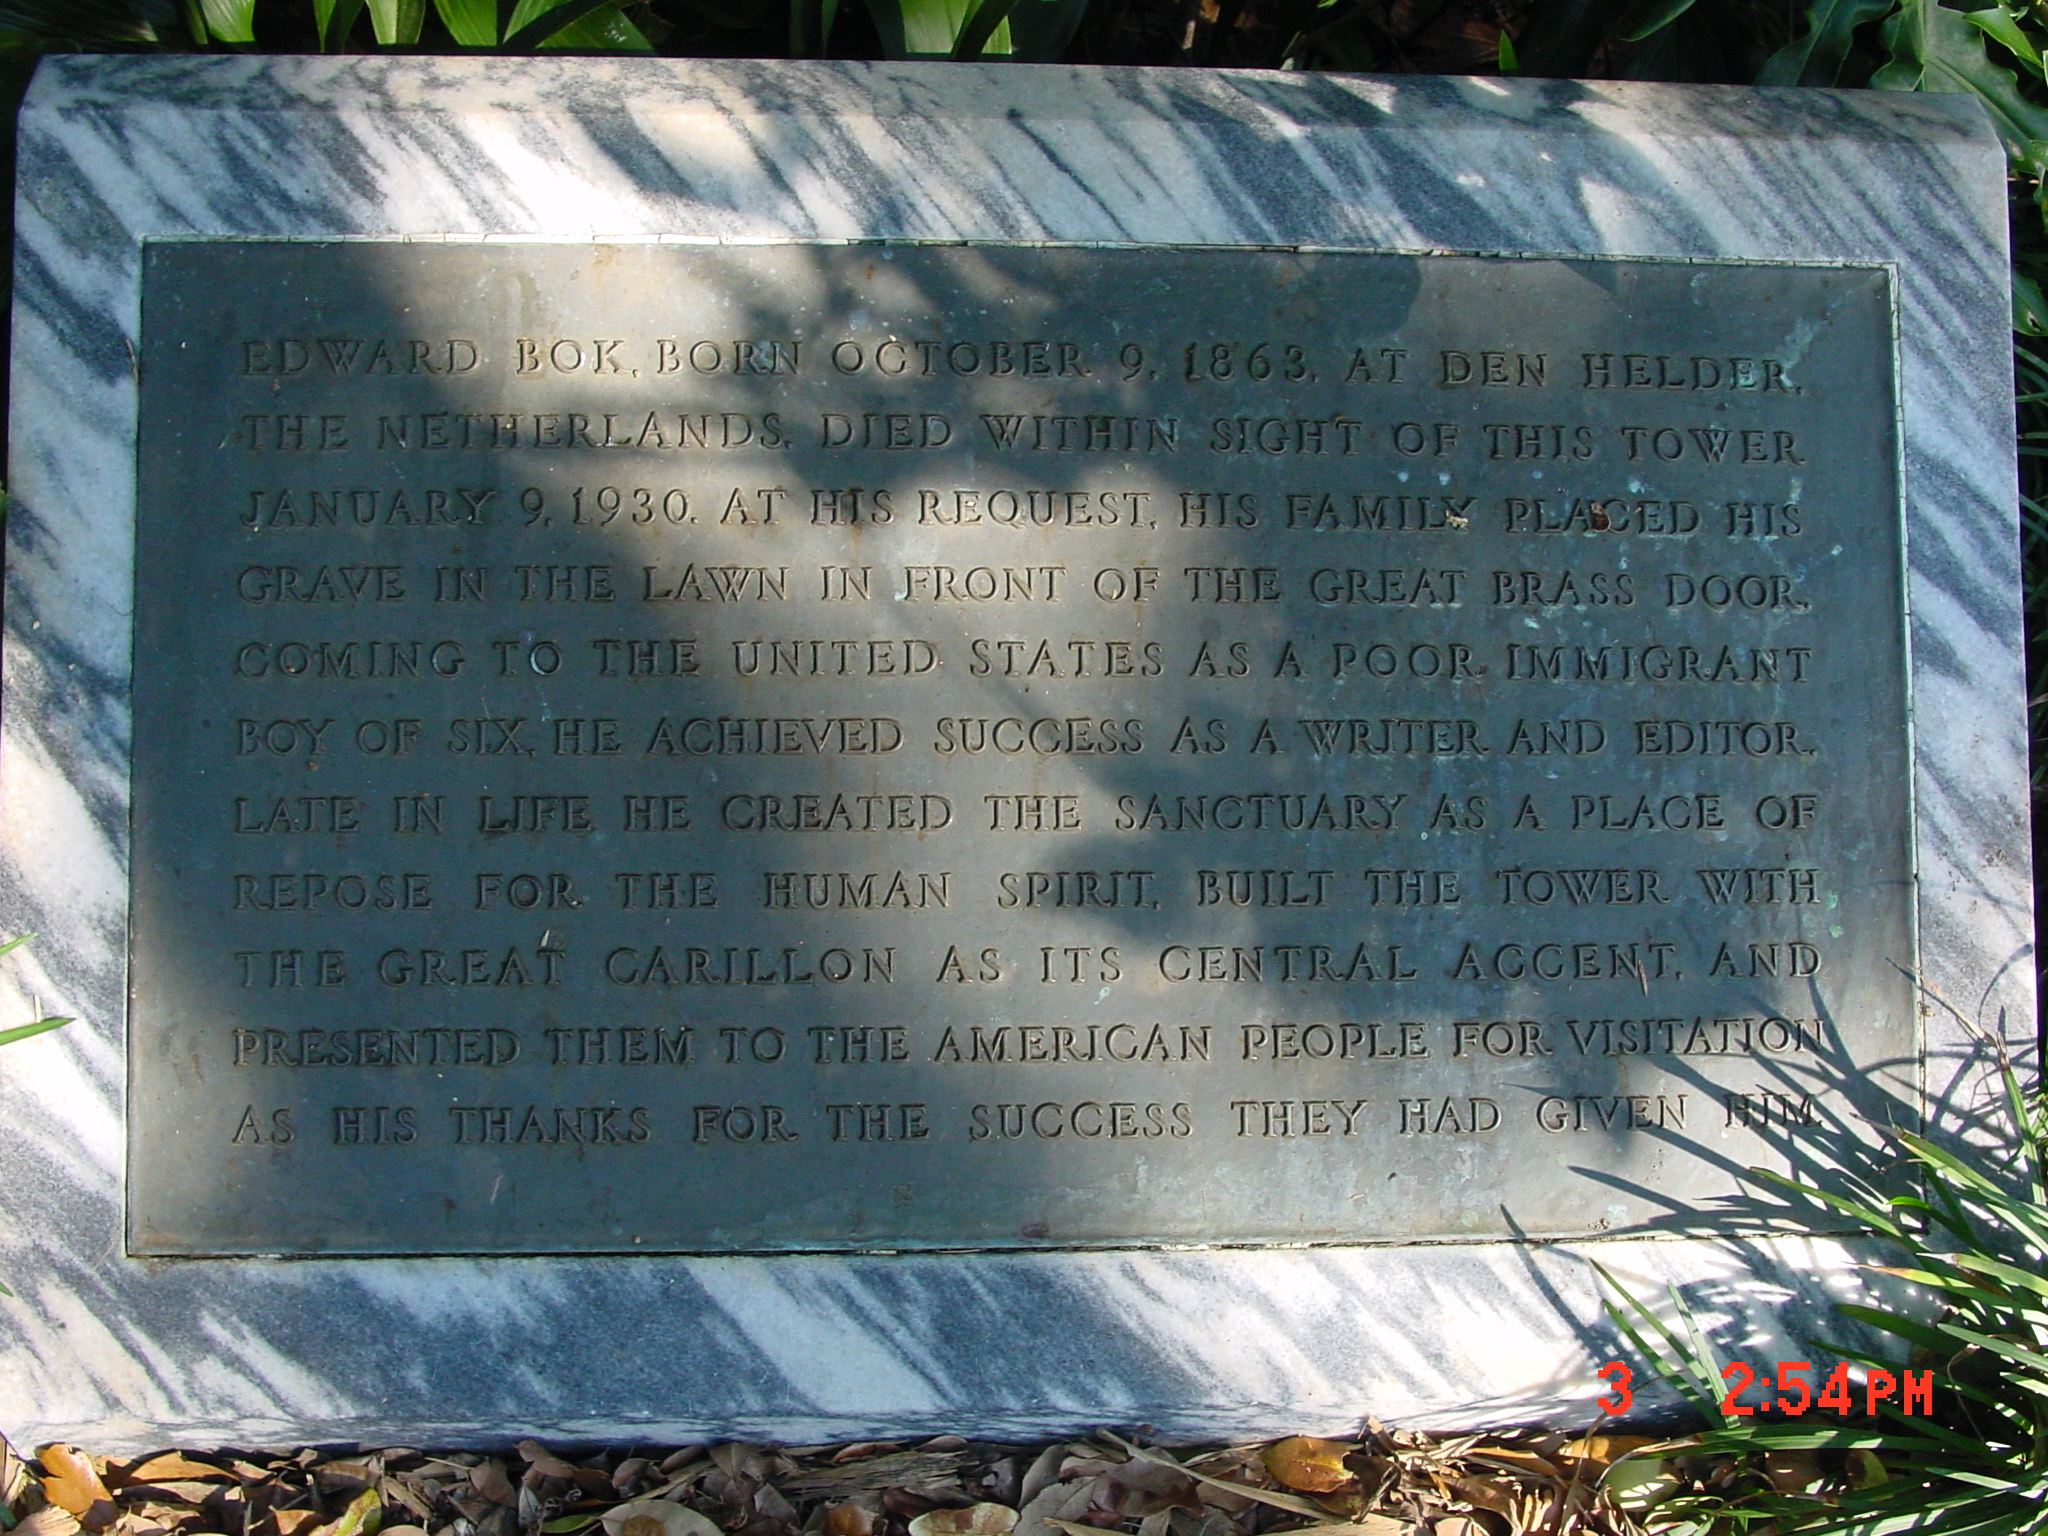 EDWARD BOK, BORN OCTOBER 9, 1863, AT DEN HELDER,
THE NETHERLANDS, DIED WITHIN SIGHT OF THIS TOWER
JANUARY 9, 1930. AT HIS REQUEST, HIS FAMILY PLACED HIS
GRAVE IN THE LAWN IN FRONT OF THE GREAT BRASS DOOR.
COMING TO THE UNITED STATES AS A POOR IMMIGRANT
BOY OF SIX, HE ACHIEVED SUCCESS AS A WRITER AND EDITOR.
LATE IN LIFE HE CREATED THE SANCTUARY AS A PLACE OF
REPOSE FOR THE HUMAN SPIRIT, BUILT THE TOWER WITH
THE GREAT CARILLON AS ITS CENTRAL ACCENT, AND
PRESENTED THEM TO THE AMERICAN PEOPLE FOR VISITATION
AS HIS THANKS FOR THE SUCCESS THEY HAD GIVEN HIM.
3 2:54PM